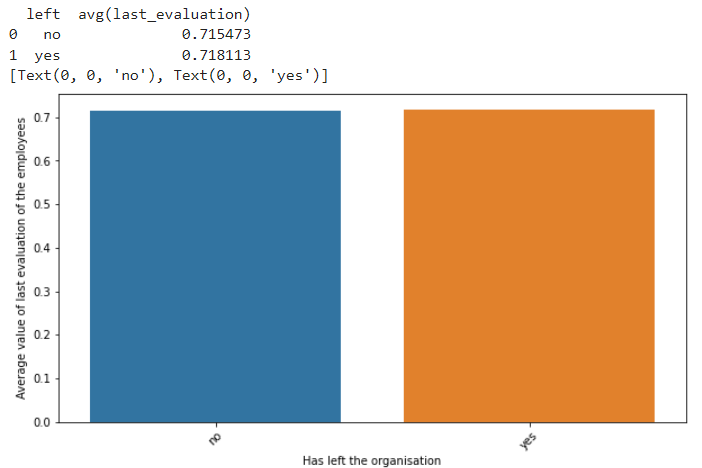 left avg(last_evaluation)
0 no 0.715473
1 yes 0.718113
[Text(0, 0, 'no'), Text(0, 0, 'yes')]
Average value of last evaluation of the employees
0.7
0.6
0.5
0.4
0.3
0.2
0.1
0.0
no
yes
Has left the organisation